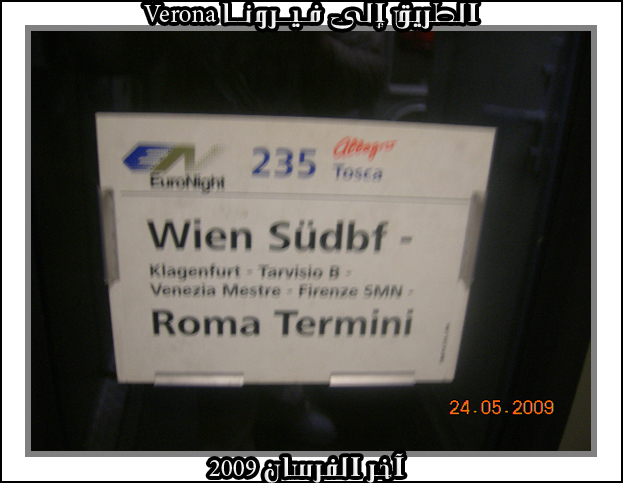 الطريق إلى فيرونا Verona
EuroNight
235
Allegro
Tosca
Wien Südbf -
Klagenfurt - Tarvisio B -
Venezia Mestre - Firenze SMN -
Roma Termini
24.05.2009
آخر الفرسان 2009